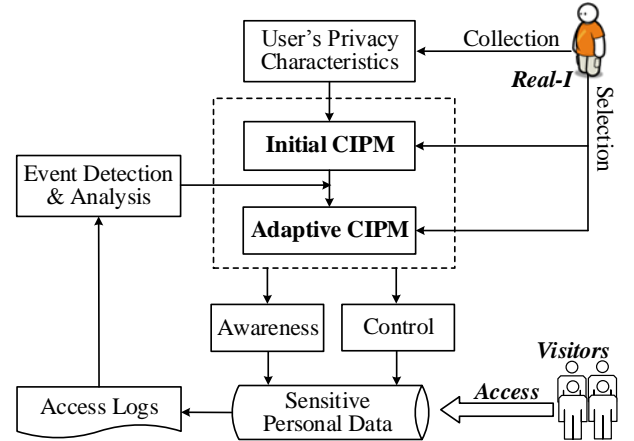 User's Privacy
Characteristics
Collection
Real-I
Selection
Initial CIPM
Event Detection
& Analysis
Adaptive CIPM
Awareness
Control
Visitors
Access Logs
Sensitive
Personal Data
Access